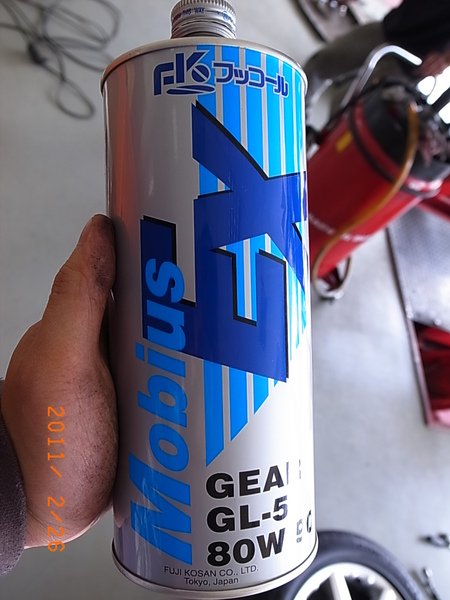 FK フッコール
EX
Mobius
GEAR
GL-5
80W
FUJI KOSAN CO., LTD.
Tokyo, Japan
2011/ 2/26